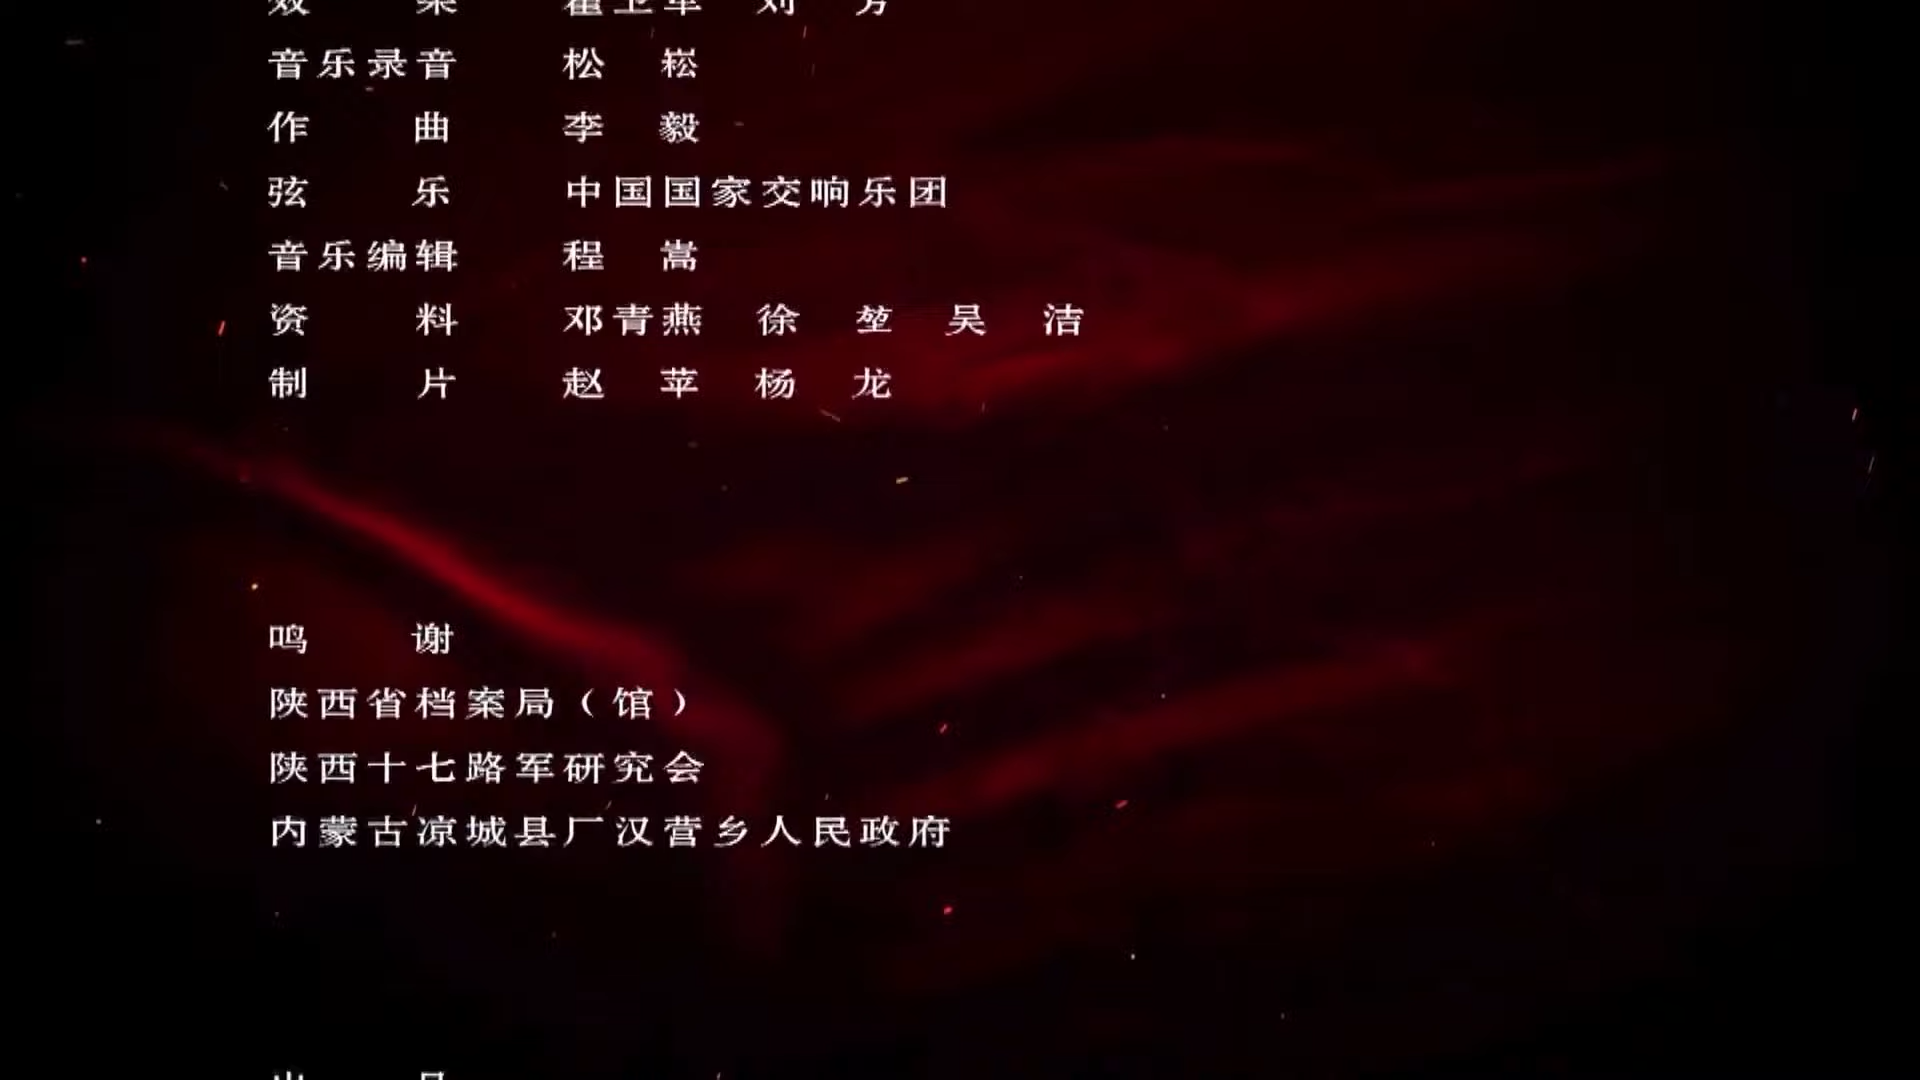 音乐录音 松崧
作曲 李毅
弦乐 中国国家交响乐团
音乐编辑 程嵩
资料 邓青燕 徐堃 吴洁
制片 赵苹 杨龙
鸣谢
陕西省档案局（馆）
陕西十七路军研究会
内蒙古凉城县厂汉营乡人民政府